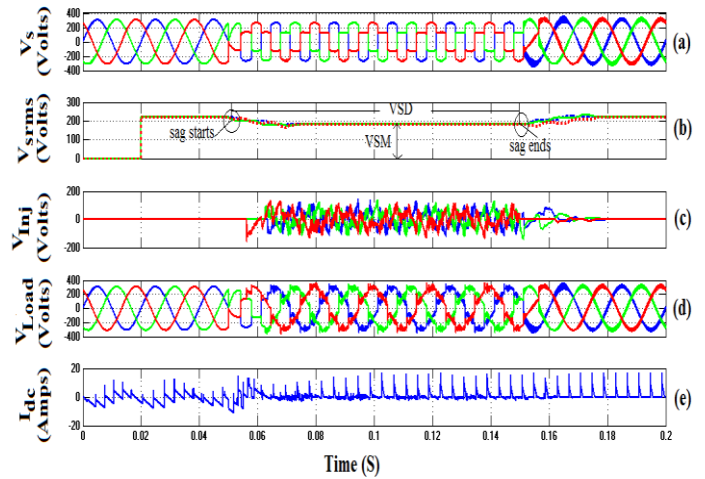 Vs
(Volts)
400
200
0
-200
-400
(a)
Vsrms
(Volts)
300
200
100
0
sag starts
VSD
VSM
sag ends
(b)
VInj
(Volts)
200
0
-200
(c)
VLoad
(Volts)
400
200
0
-200
-400
(d)
Idc
(Amps)
20
0
-20
(e)
0 0.02 0.04 0.06 0.08 0.1 0.12 0.14 0.16 0.18 0.2
Time (S)